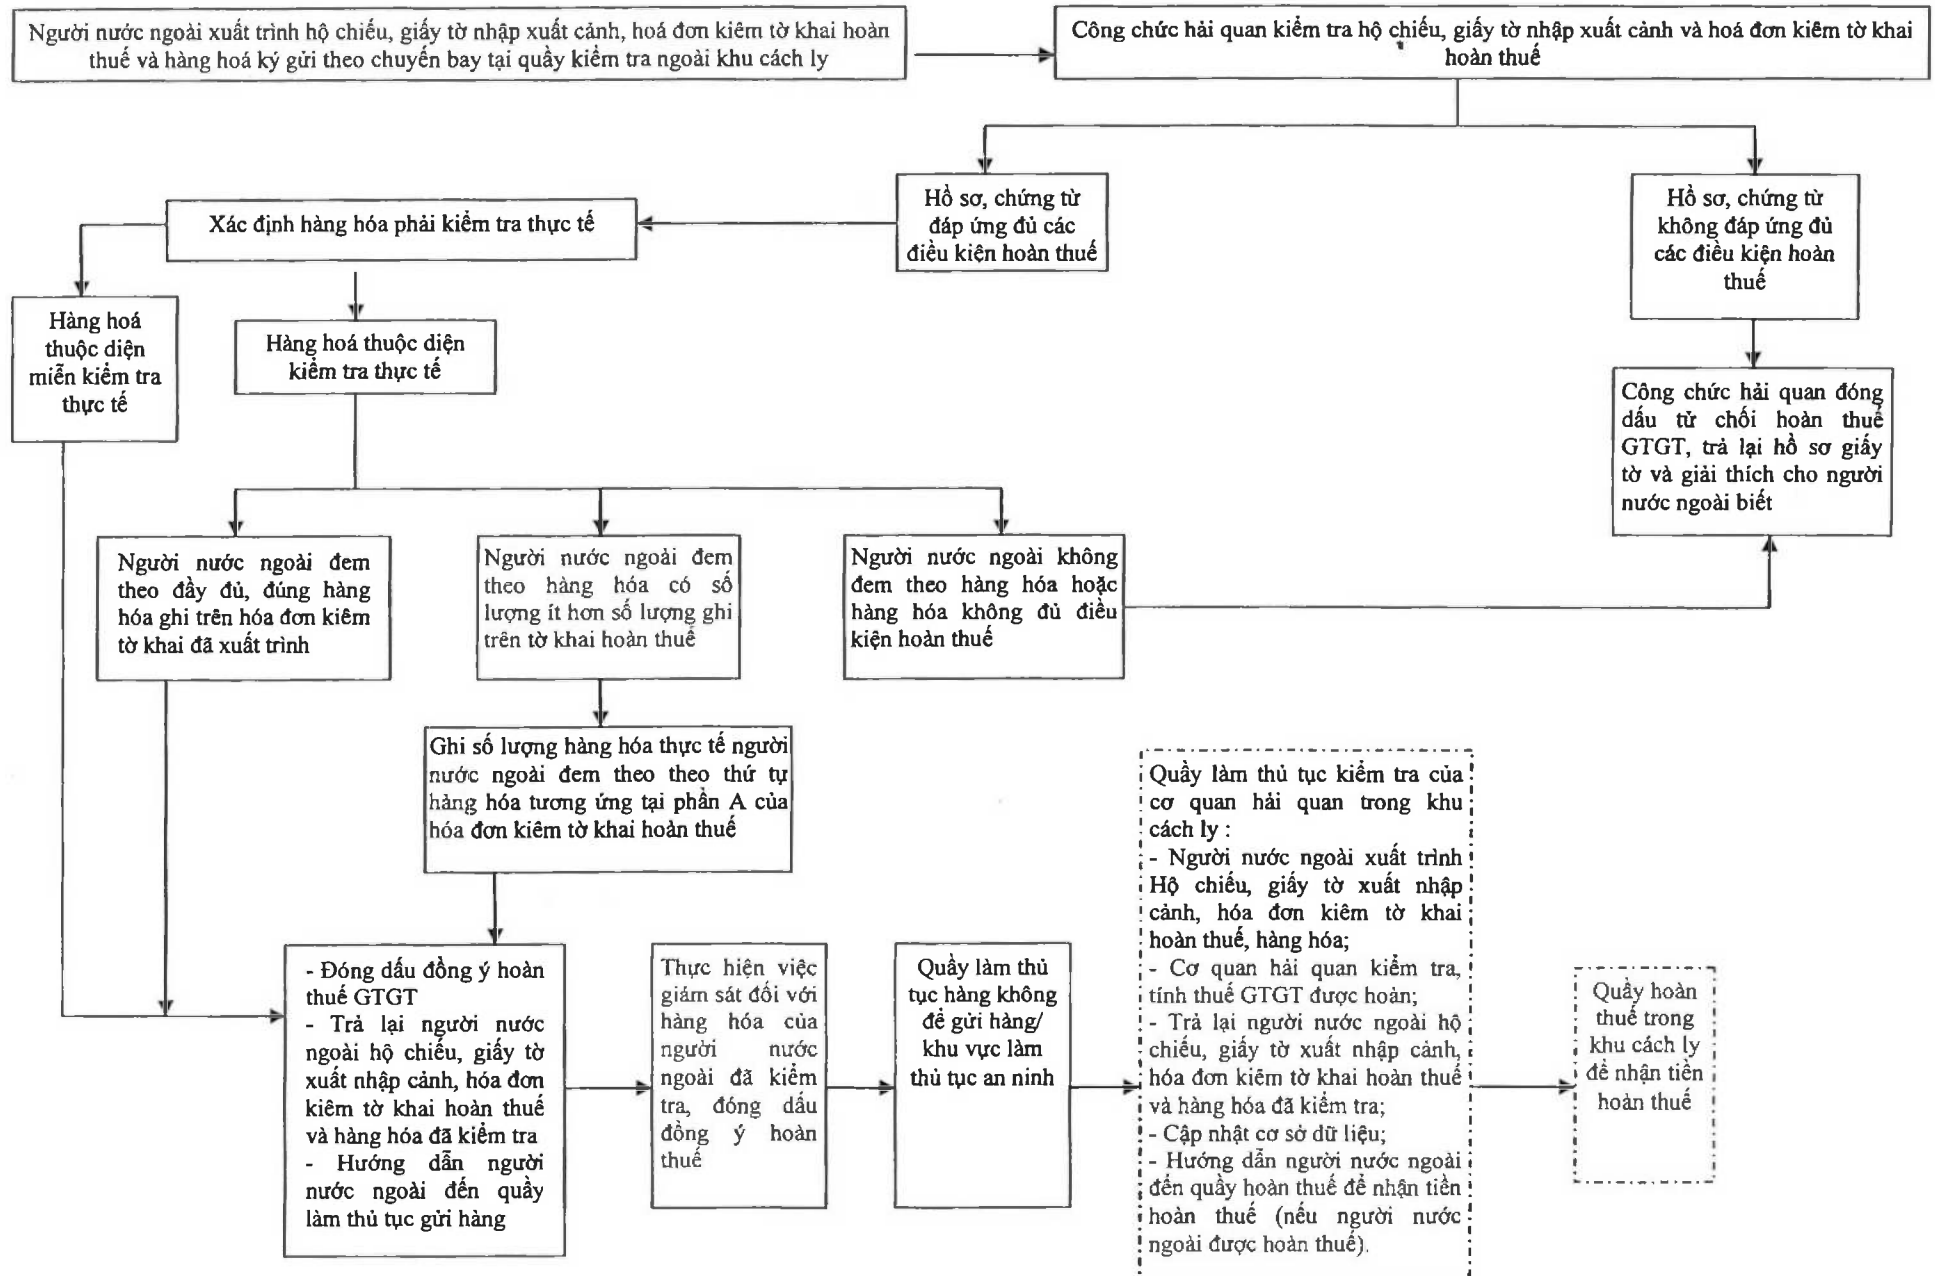 Người nước ngoài xuất trình hộ chiếu, giấy tờ nhập xuất cảnh, hoá đơn kiêm tờ khai hoàn
thuế và hàng hoá ký gửi theo chuyến bay tại quầy kiểm tra ngoài khu cách ly
Công chức hải quan kiểm tra hộ chiếu, giấy tờ nhập xuất cảnh và hoá đơn kiêm tờ khai
hoàn thuế
Hồ sơ, chứng từ
đáp ứng đủ các
điều kiện hoàn thuế
Hồ sơ, chứng từ
không đáp ứng đủ
các điều kiện hoàn
thuế
Xác định hàng hóa phải kiểm tra thực tế
Hàng hoá
thuộc diện
miễn kiểm tra
thực tế
Hàng hoá thuộc diện
kiểm tra thực tế
Công chức hải quan đóng
dấu từ chối hoàn thuế
GTGT, trả lại hồ sơ giấy
tờ và giải thích cho người
nước ngoài biết
Người nước ngoài đem
theo đầy đủ, đúng hàng
hóa ghi trên hóa đơn kiêm
tờ khai đã xuất trình
Người nước ngoài đem
theo hàng hóa có số
lượng ít hơn số lượng ghi
trên tờ khai hoàn thuế
Người nước ngoài không
đem theo hàng hóa hoặc
hàng hóa không đủ điều
kiện hoàn thuế
Ghi số lượng hàng hóa thực tế người
nước ngoài đem theo theo thứ tự
hàng hóa tương ứng tại phần A của
hóa đơn kiêm tờ khai hoàn thuế
- Đóng dấu đồng ý hoàn
thuế GTGT
- Trả lại người nước
ngoài hộ chiếu, giấy tờ
xuất nhập cảnh, hóa đơn
kiêm tờ khai hoàn thuế
và hàng hóa đã kiểm tra
- Hướng dẫn người
nước ngoài đến quầy
làm thủ tục gửi hàng
Thực hiện việc
giám sát đối với
hàng hóa của
người nước
ngoài đã kiểm
tra, đóng dấu
đồng ý hoàn
thuế
Quầy làm thủ
tục hàng không
để gửi hàng/
khu vực làm
thủ tục an ninh
Quầy làm thủ tục kiểm tra của
cơ quan hải quan trong khu
cách ly :
- Người nước ngoài xuất trình
Hộ chiếu, giấy tờ xuất nhập
cảnh, hóa đơn kiêm tờ khai
hoàn thuế, hàng hóa;
- Cơ quan hải quan kiểm tra,
tính thuế GTGT được hoàn;
- Trả lại người nước ngoài hộ
chiếu, giấy tờ xuất nhập cảnh,
hóa đơn kiêm tờ khai hoàn thuế
và hàng hóa đã kiểm tra;
- Cập nhật cơ sở dữ liệu;
- Hướng dẫn người nước ngoài
đến quầy hoàn thuế để nhận tiền
hoàn thuế (nếu người nước
ngoài được hoàn thuế).
Quầy hoàn
thuế trong
khu cách ly
để nhận tiền
hoàn thuế